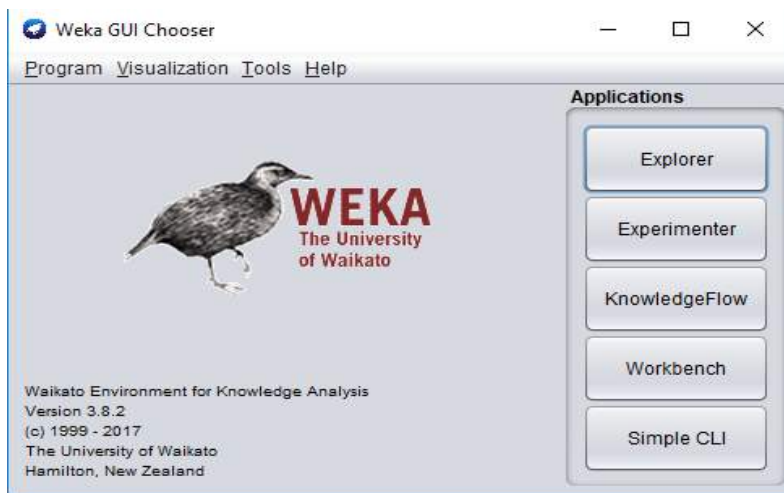 Weka GUI Chooser
Program Visualization Tools Help
Applications
Explorer
Experimenter
KnowledgeFlow
Workbench
Simple CLI
WEKA
The University
of Waikato
Waikato Environment for Knowledge Analysis
Version 3.8.2
(c) 1999 - 2017
The University of Waikato
Hamilton, New Zealand